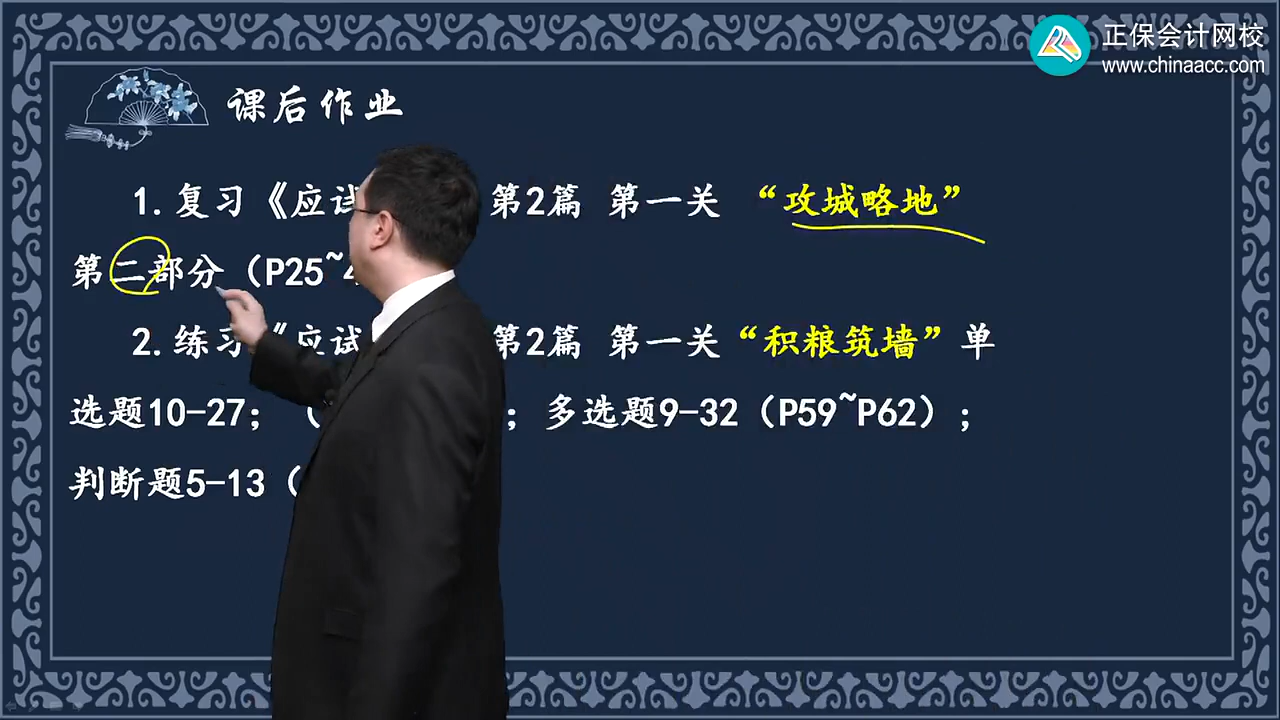 正保会计网校
www.chinaacc.com
课后作业
1.复习《应试 第2篇 第一关 “攻城略地”
第二部分（P25~4
2.练习《应试 第2篇 第一关“积粮筑墙”单
选题10-27；（ ；多选题9-32（P59~P62）；
判断题5-13（